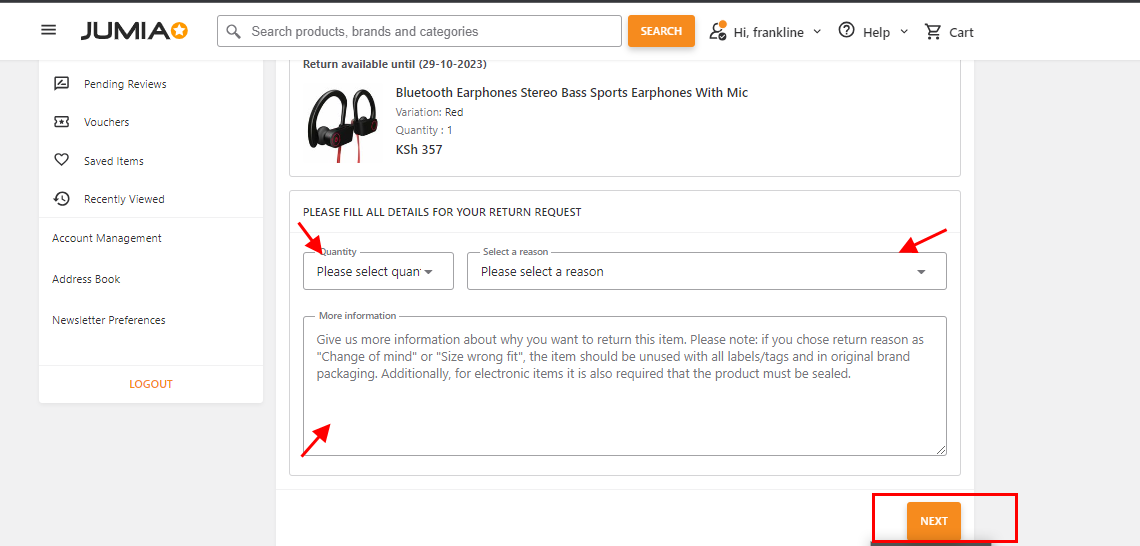 JUMIA
Search products, brands and categories
SEARCH
Hi, frankline
Help
Cart
Pending Reviews
Vouchers
Saved Items
Recently Viewed
Account Management
Address Book
Newsletter Preferences
LOGOUT
Return available until (29-10-2023)
Bluetooth Earphones Stereo Bass Sports Earphones With Mic
Variation: Red
Quantity : 1
KSh 357
PLEASE FILL ALL DETAILS FOR YOUR RETURN REQUEST
Quantity
Please select quan
Select a reason
Please select a reason
More information
Give us more information about why you want to return this item. Please note: if you chose return reason as
"Change of mind" or "Size wrong fit", the item should be unused with all labels/tags and in original brand
packaging. Additionally, for electronic items it is also required that the product must be sealed.
NEXT